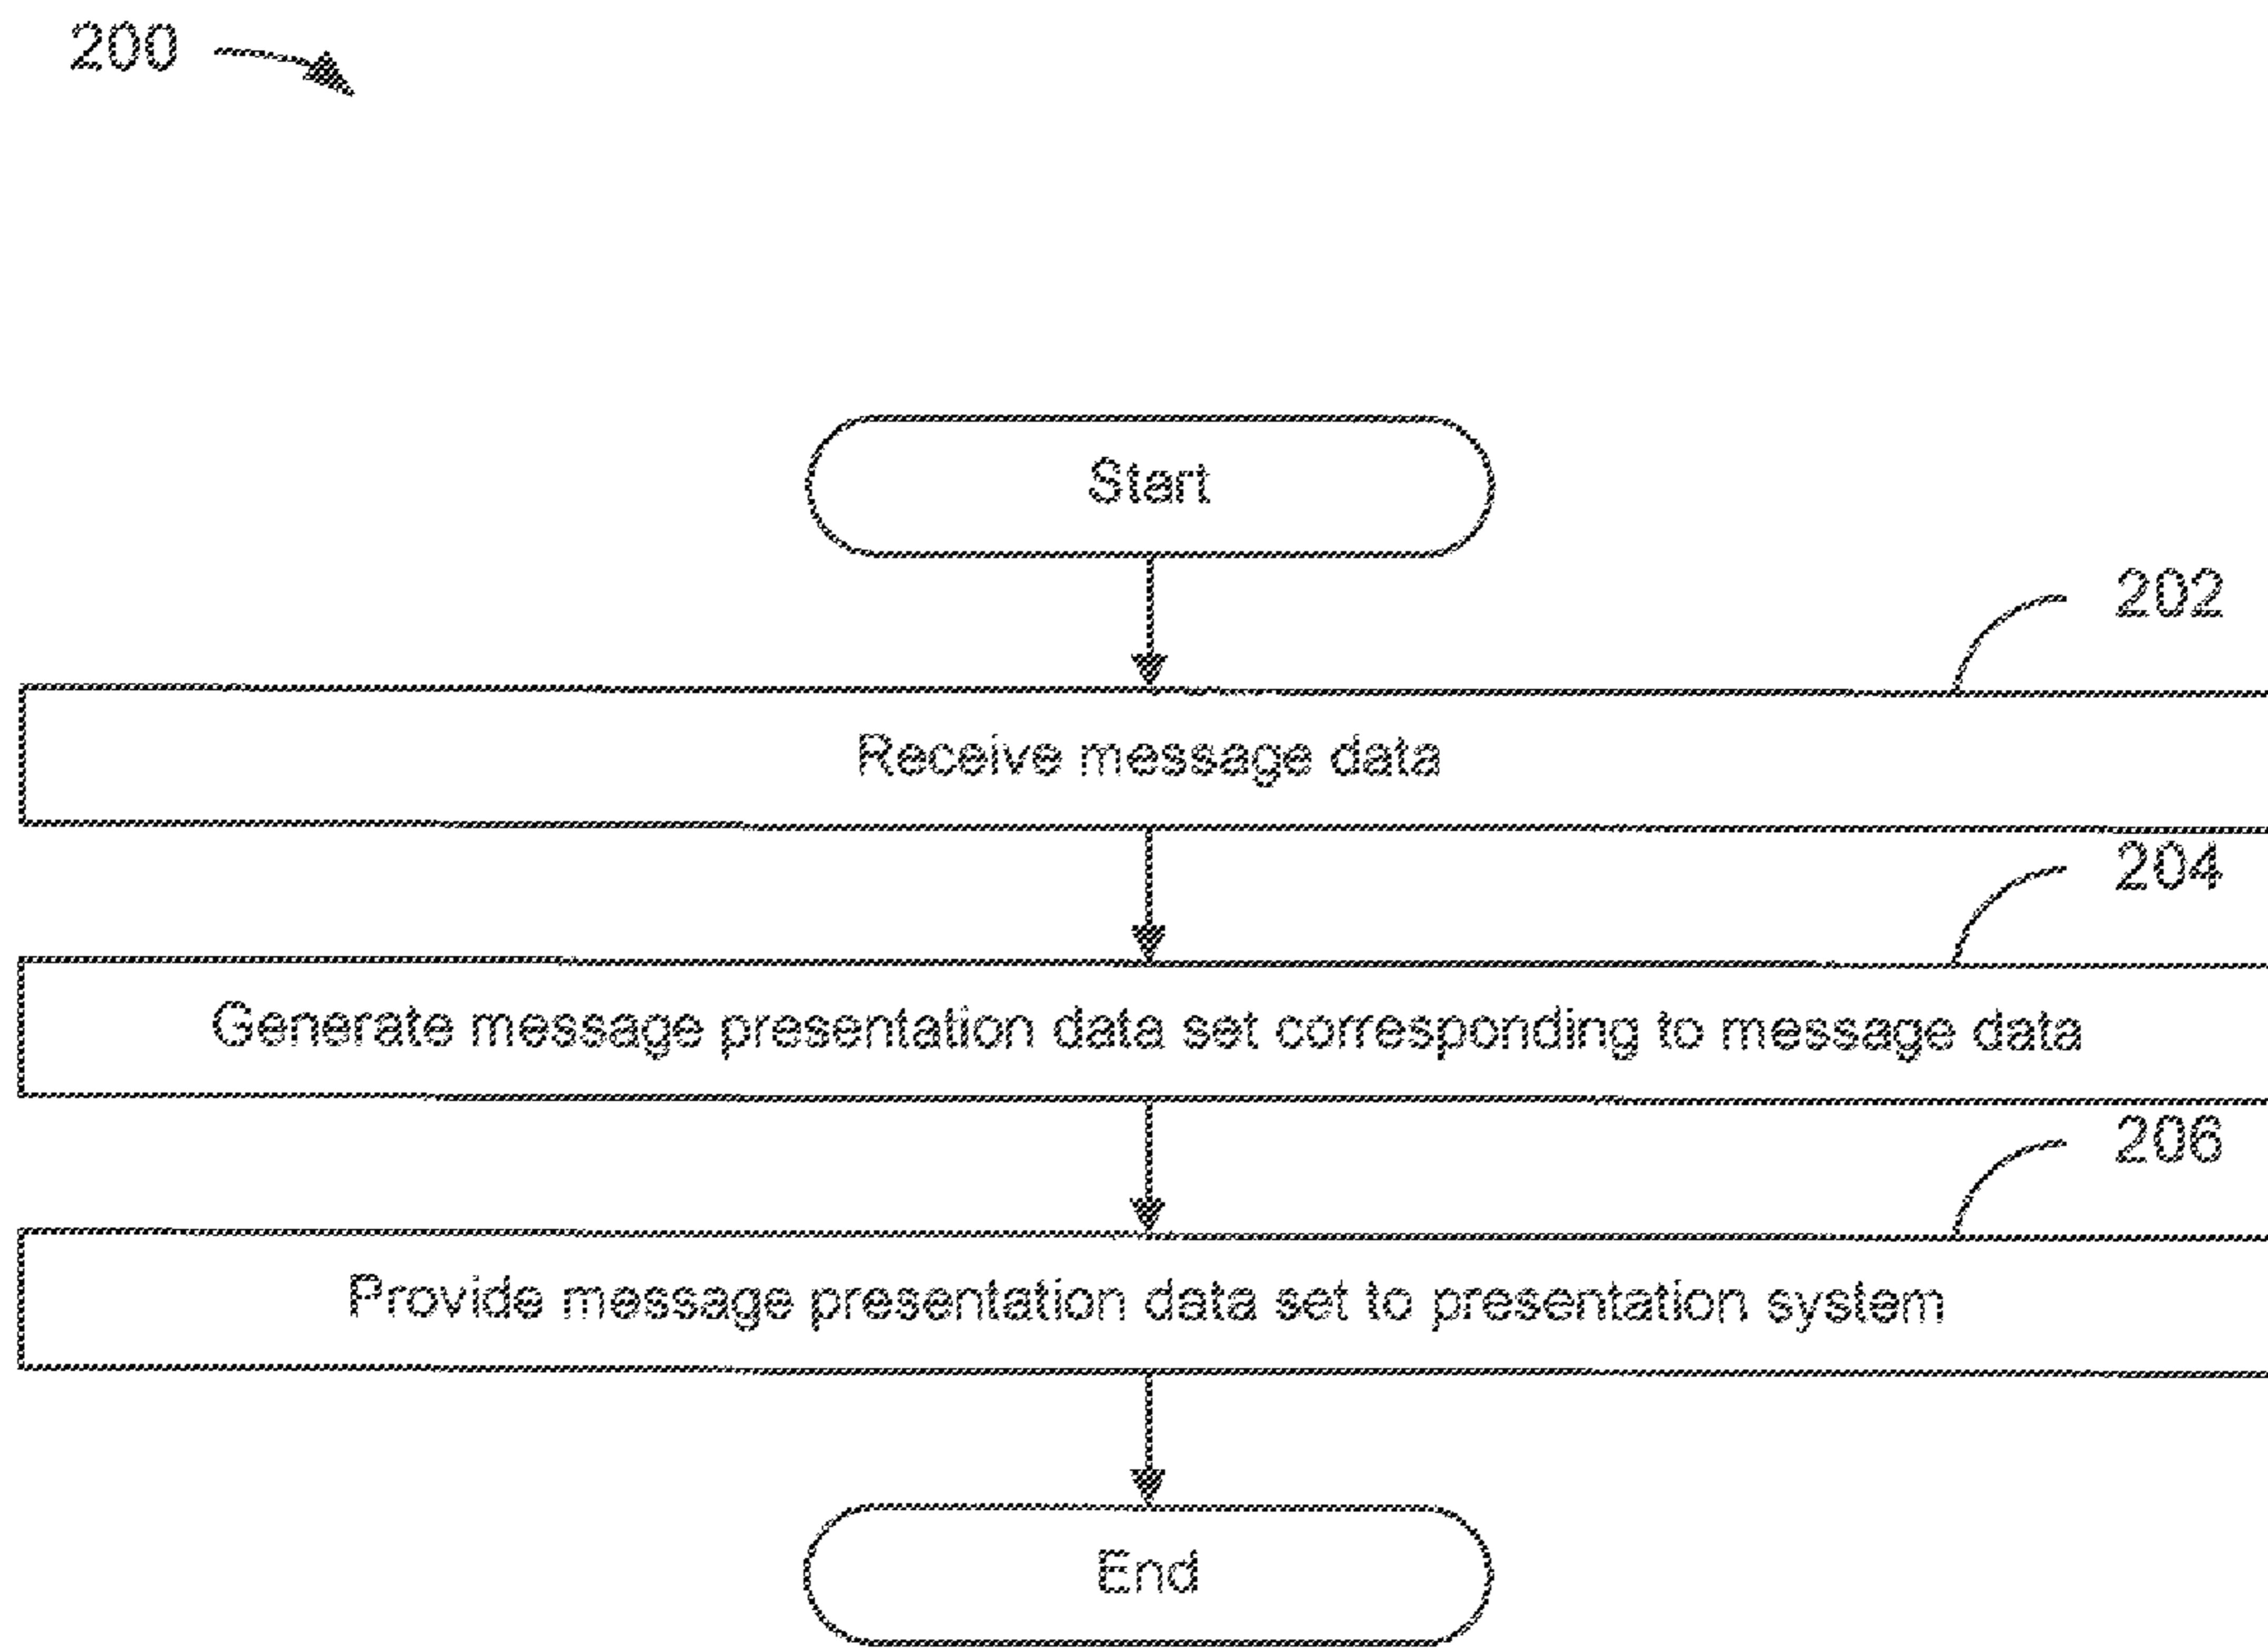 200
Start
202
Receive message data
204
Generate message presentation data set corresponding to message data
206
Provide message presentation data set to presentation system
End